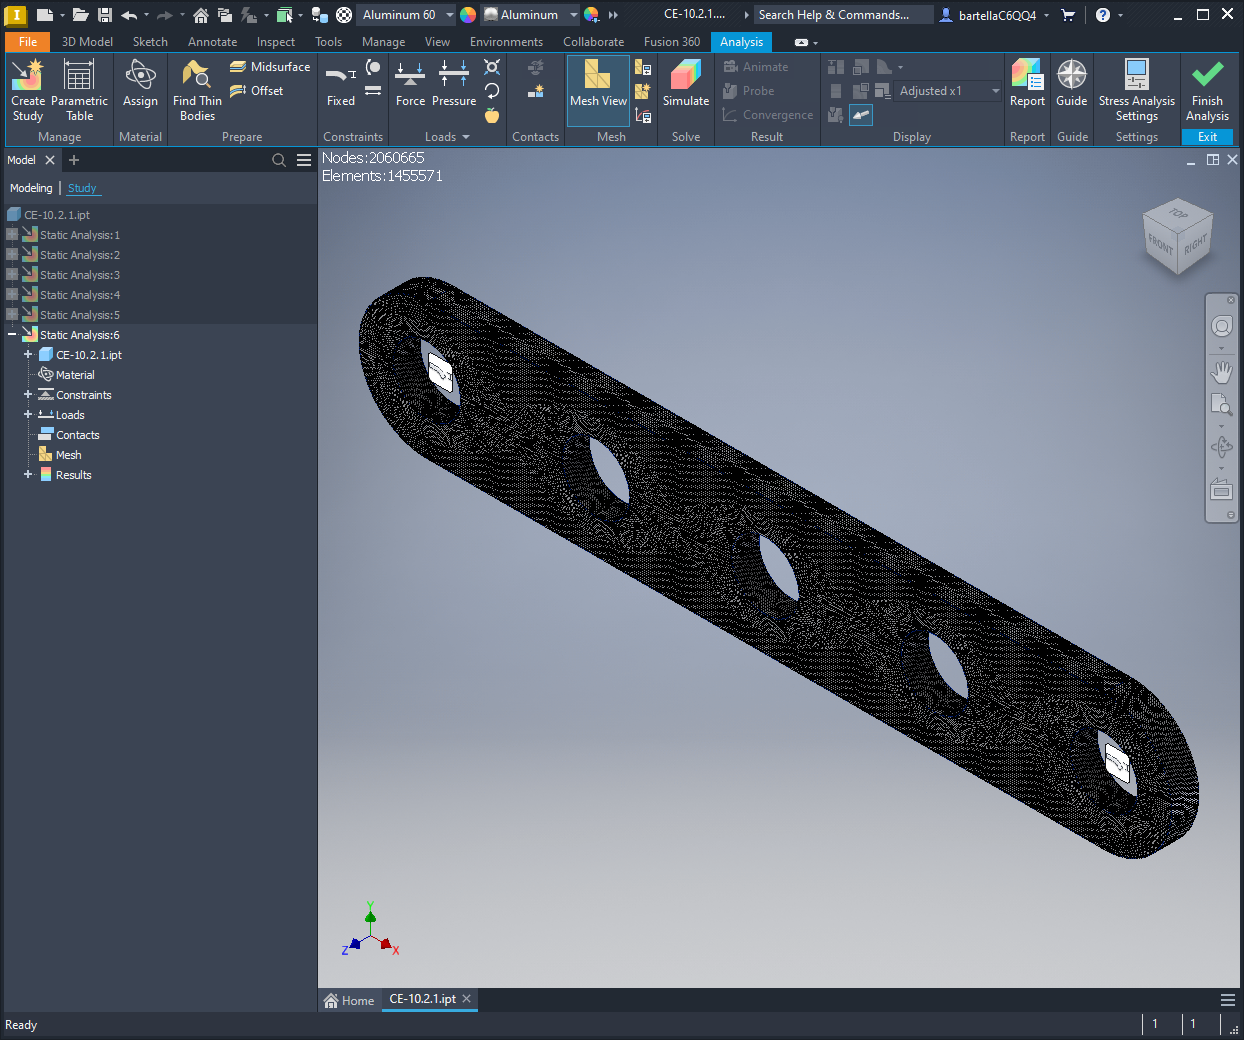 Aluminum 60
Aluminum
CE-10.2.1....
Search Help & Commands...
bartellaC6QQ4
File
3D Model
Sketch
Annotate
Inspect
Tools
Manage
View
Environments
Collaborate
Fusion 360
Analysis
Create Study
Parametric Table
Manage
Assign
Material
Find Thin Bodies
Midsurface
Offset
Prepare
Fixed
Constraints
Force
Pressure
Loads
Contacts
Mesh View
Mesh
Simulate
Solve
Animate
Probe
Convergence
Result
Adjusted x1
Display
Report
Report
Guide
Guide
Stress Analysis Settings
Settings
Finish Analysis
Exit
Model
Modeling
Study
CE-10.2.1.ipt
Static Analysis:1
Static Analysis:2
Static Analysis:3
Static Analysis:4
Static Analysis:5
Static Analysis:6
CE-10.2.1.ipt
Material
Constraints
Loads
Contacts
Mesh
Results
Nodes:2060665
Elements:1455571
TOP
FRONT
RIGHT
Y
Z
X
Home
CE-10.2.1.ipt
Ready
1
1